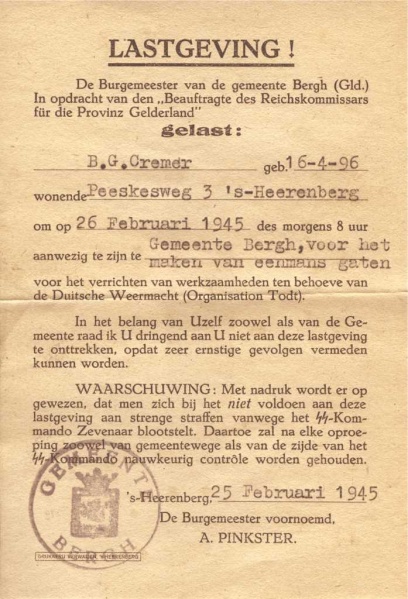 LASTGEVING !
De Burgemeester van de gemeente Bergh (Gld.)
In opdracht van den „Beauftragte des Reichskommissars
für die Provinz Gelderland”
gelast:
B.G.Cremer geb. 16-4-96
wonende Peeskesweg 3 's-Heerenberg
om op 26 Februari 1945 des morgens 8 uur
aanwezig te zijn te Gemeente Bergh,voor het
maken van eenmans gaten
voor het verrichten van werkzaamheden ten behoeve van
de Duitsche Weermacht (Organisation Todt).
In het belang van Uzelf zoowel als van de Ge-
meente raad ik U dringend aan U niet aan deze lastgeving
te onttrekken, opdat zeer ernstige gevolgen vermeden
kunnen worden.
WAARSCHUWING: Met nadruk wordt er op
gewezen, dat men zich bij het niet voldoen aan deze
lastgeving aan strenge straffen vanwege het SS-Kom-
mando Zevenaar blootstelt. Daartoe zal na elke oproe-
ping zoowel van gemeentewege als van de zijde van het
SS-Kommando nauwkeurig contrôle worden gehouden.
's-Heerenberg, 25 Februari 1945
De Burgemeester voornoemd,
A. PINKSTER.
GEMEENTE
BERGH